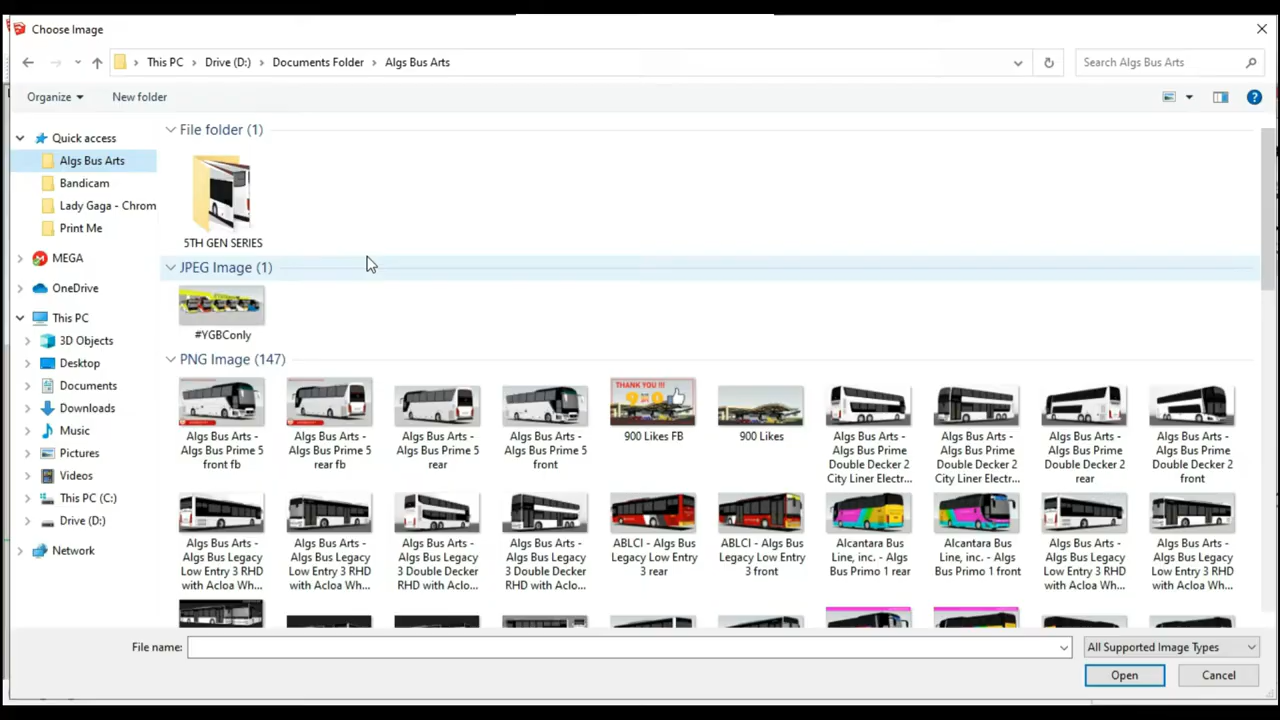 Choose Image
This PC
Drive (D:)
Documents Folder
Algs Bus Arts
Search Algs Bus Arts
Organize
New folder
Quick access
Algs Bus Arts
Bandicam
Lady Gaga - Chrom
Print Me
MEGA
OneDrive
This PC
3D Objects
Desktop
Documents
Downloads
Music
Pictures
Videos
This PC (C:)
Drive (D:)
Network
File folder (1)
5TH GEN SERIES
JPEG Image (1)
#YGBConly
PNG Image (147)
THANK YOU !!!
Algs Bus Arts -
Algs Bus Prime 5
front fb
Algs Bus Arts -
Algs Bus Prime 5
rear fb
Algs Bus Arts -
Algs Bus Prime 5
rear
Algs Bus Arts -
Algs Bus Prime 5
front
900 Likes FB
900 Likes
Algs Bus Arts -
Algs Bus Prime
Double Decker 2
City Liner Electr...
Algs Bus Arts -
Algs Bus Prime
Double Decker 2
City Liner Electr...
Algs Bus Arts -
Algs Bus Prime
Double Decker 2
rear
Algs Bus Arts -
Algs Bus Prime
Double Decker 2
front
Algs Bus Arts -
Algs Bus Legacy
Low Entry 3 RHD
with Acloa Wh...
Algs Bus Arts -
Algs Bus Legacy
Low Entry 3 RHD
with Acloa Wh...
Algs Bus Arts -
Algs Bus Legacy
3 Double Decker
RHD with Aclo...
Algs Bus Arts -
Algs Bus Legacy
3 Double Decker
RHD with Aclo...
ABLCI - Algs Bus
Legacy Low Entry
3 rear
ABLCI - Algs Bus
Legacy Low Entry
3 front
Alcantara Bus
Line, inc. - Algs
Bus Primo 1 rear
Alcantara Bus
Line, inc. - Algs
Bus Primo 1 front
Algs Bus Arts -
Algs Bus Legacy
Low Entry 3 RHD
with Acloa Wh...
Algs Bus Arts -
Algs Bus Legacy
Low Entry 3 RHD
with Acloa Wh...
File name:
All Supported Image Types
Open
Cancel